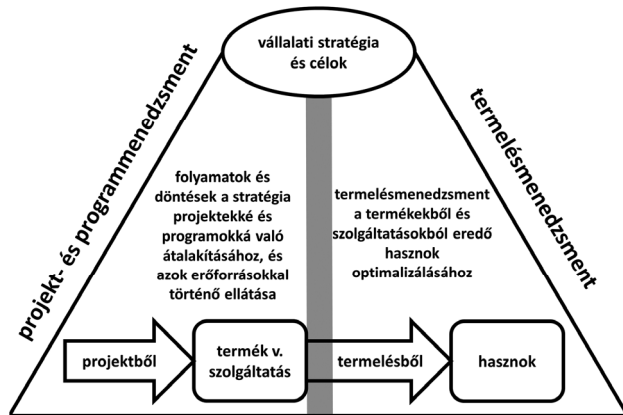 vállalati stratégia
és célok
projekt- és programmenedzsment
termelésmenedzsment
folyamatok és
döntések a stratégia
projektekké és
programokká való
átalakításához, és
azok erőforrásokkal
történő ellátása
termelésmenedzsment
a termékekből és
szolgáltatásokból eredő
hasznok
optimalizálásához
projektből
termék v.
szolgáltatás
termelésből
hasznok